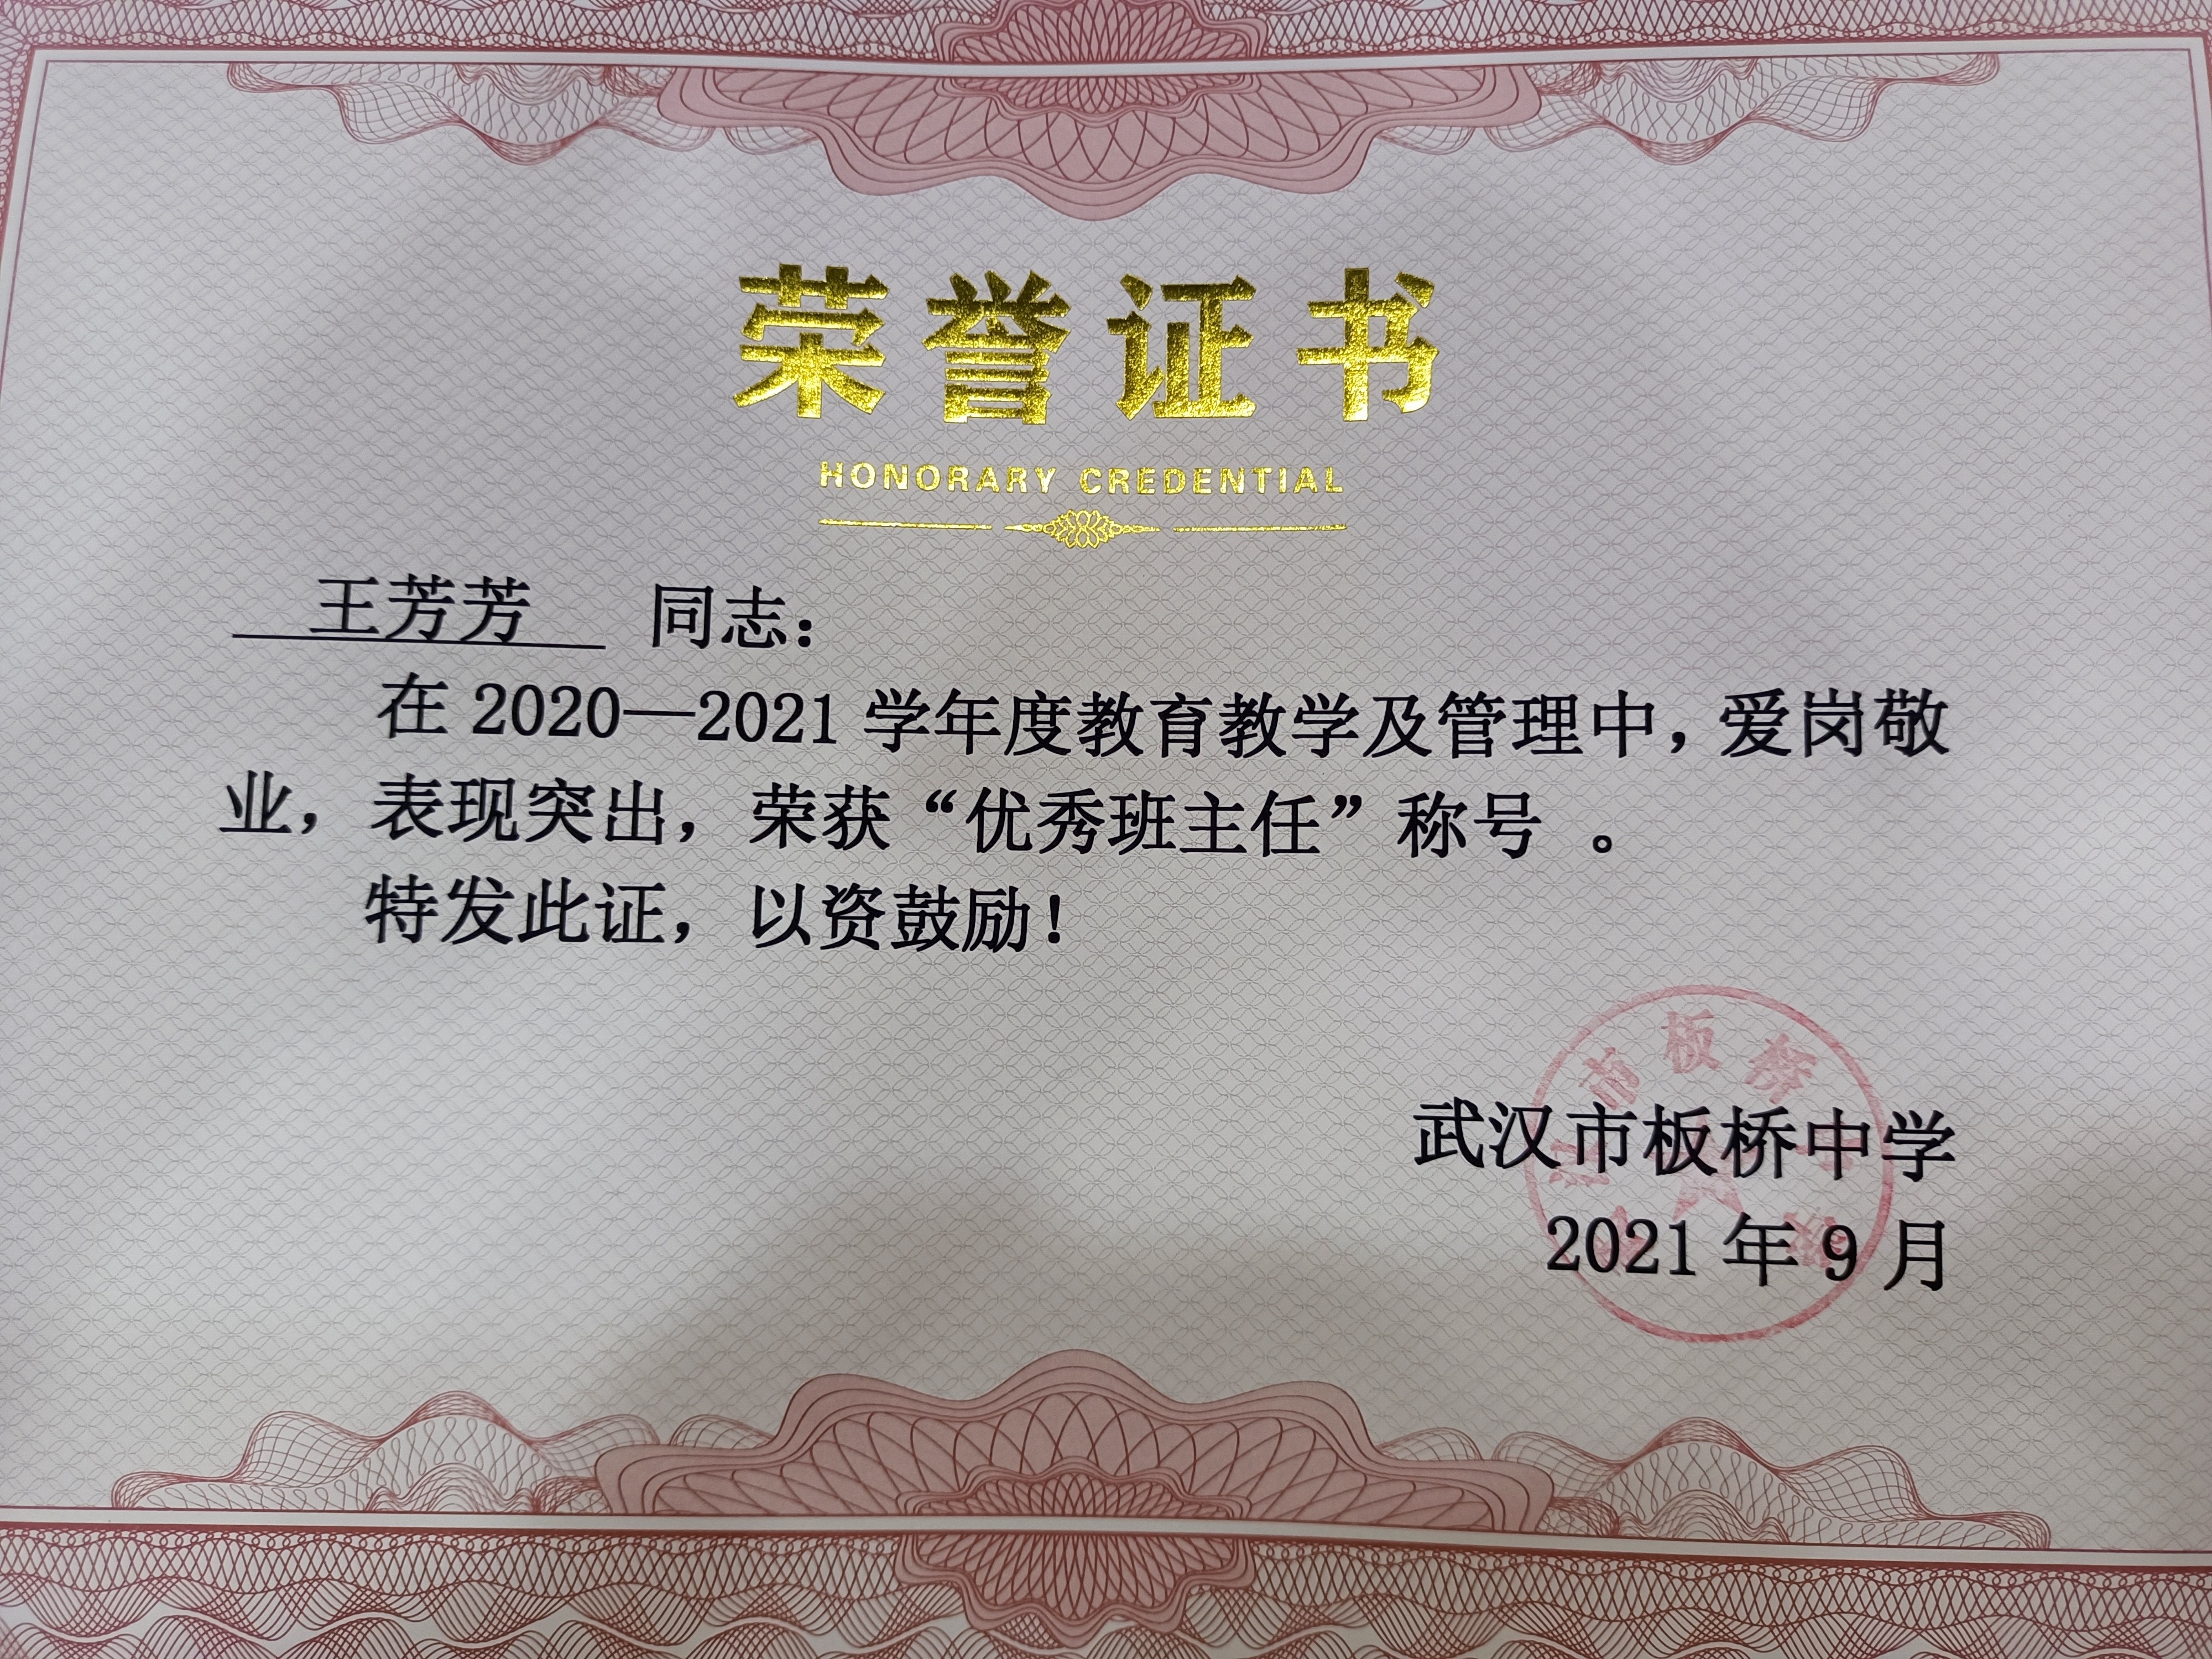 荣誉证书
HONORARY CREDENTIAL
王芳芳 同志：
在 2020—2021 学年度教育教学及管理中，爱岗敬
业，表现突出，荣获“优秀班主任”称号 。
特发此证，以资鼓励！
市板桥
武汉市板桥中学
2021 年 9 月